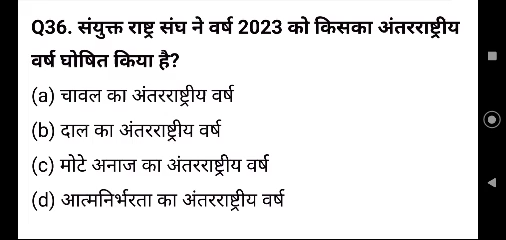 Q36. संयुक्त राष्ट्र संघ ने वर्ष 2023 को किसका अंतरराष्ट्रीय
वर्ष घोषित किया है?
(a) चावल का अंतरराष्ट्रीय वर्ष
(b) दाल का अंतरराष्ट्रीय वर्ष
(c) मोटे अनाज का अंतरराष्ट्रीय वर्ष
(d) आत्मनिर्भरता का अंतरराष्ट्रीय वर्ष